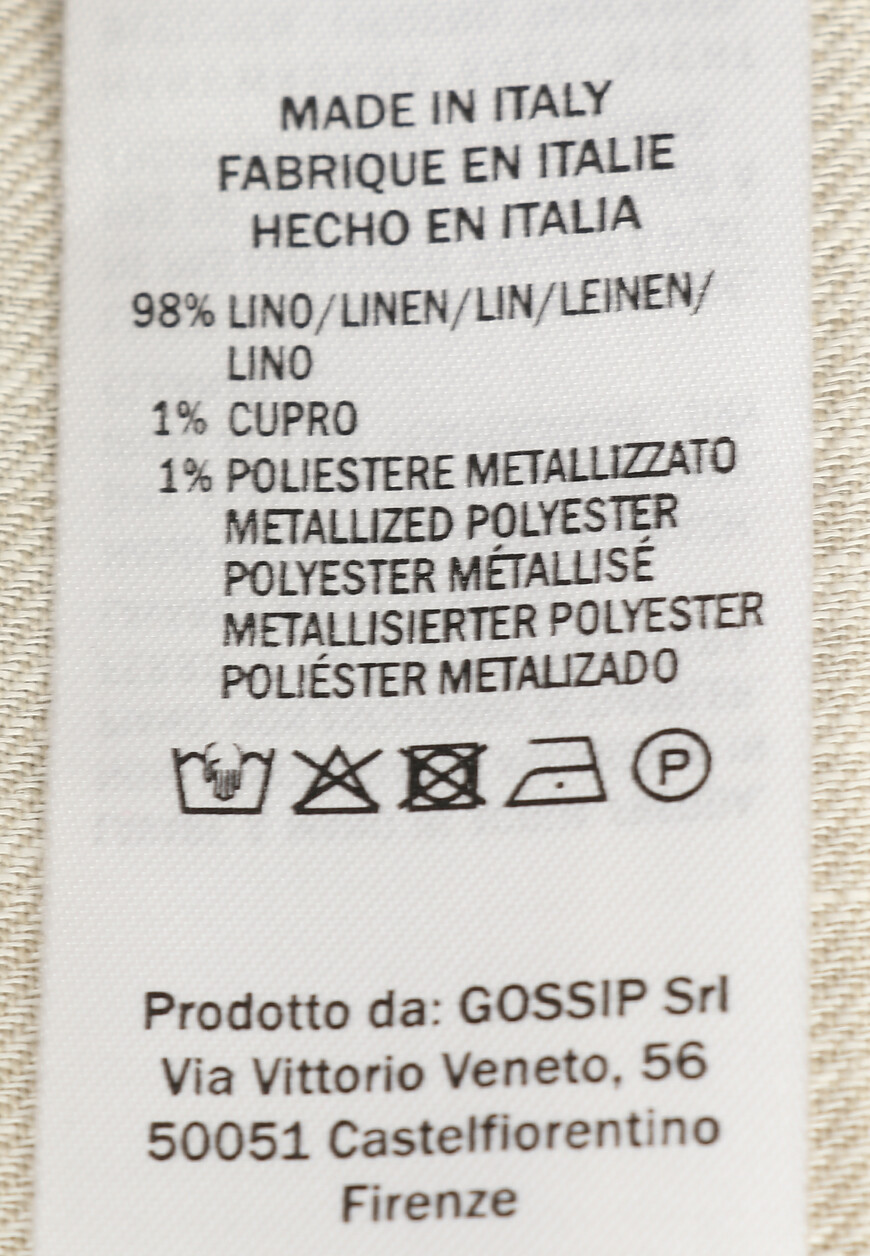 MADE IN ITALY
FABRIQUE EN ITALIE
HECHO EN ITALIA
98% LINO/LINEN/LIN/LEINEN/
LINO
1% CUPRO
1% POLIESTERE METALLIZZATO
METALLIZED POLYESTER
POLYESTER MÉTALLISÉ
METALLISIERTER POLYESTER
POLIÉSTER METALIZADO
P
Prodotto da: GOSSIP Srl
Via Vittorio Veneto, 56
50051 Castelfiorentino
Firenze